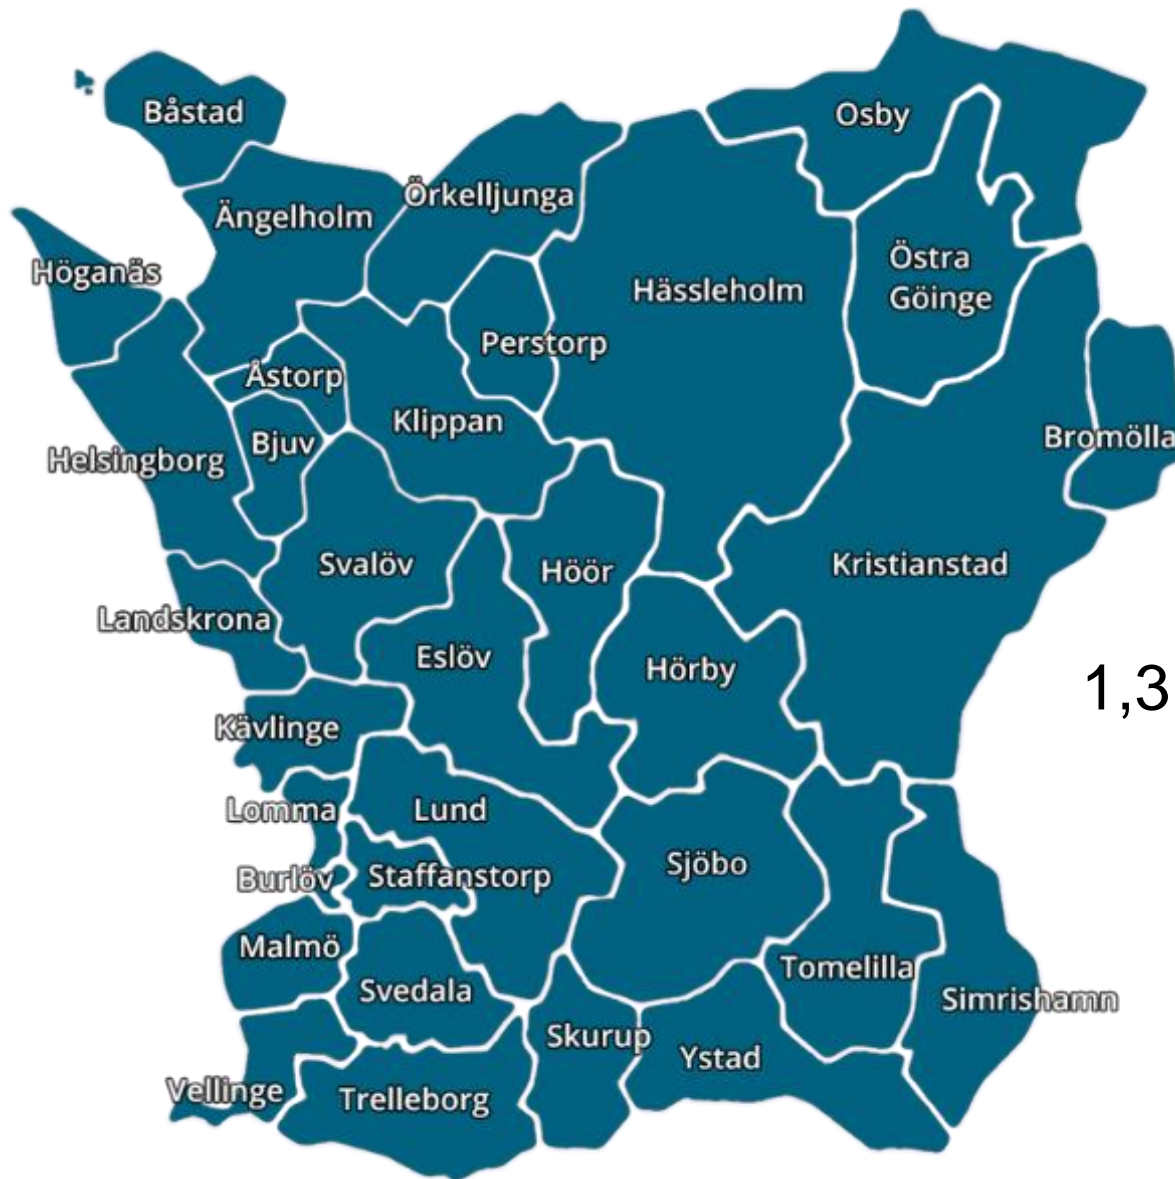 Båstad
Osby
Örkelljunga
Ängelholm
Höganäs
Östra
Göinge
Hässleholm
Perstorp
Åstorp
Klippan
Bjuv
Bromölla
Helsingborg
Svalöv
Höör
Kristianstad
Landskrona
Eslöv
Hörby
1,3
Kävlinge
Lomma
Lund
Sjöbo
Burlöv
Staffanstorp
Malmö
Tomelilla
Svedala
Simrishamn
Skurup
Ystad
Vellinge
Trelleborg